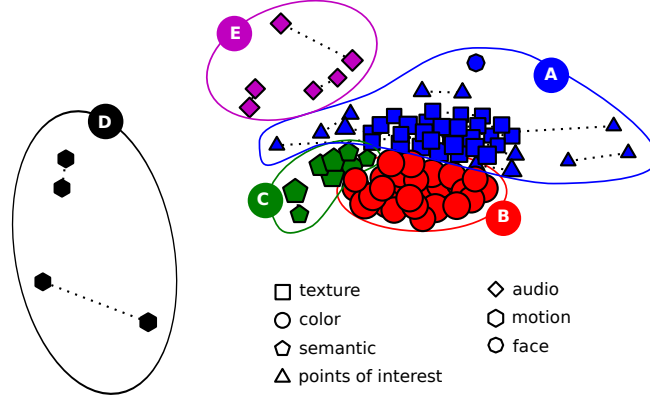 E
A
D
C
B
texture
color
semantic
points of interest
audio
motion
face